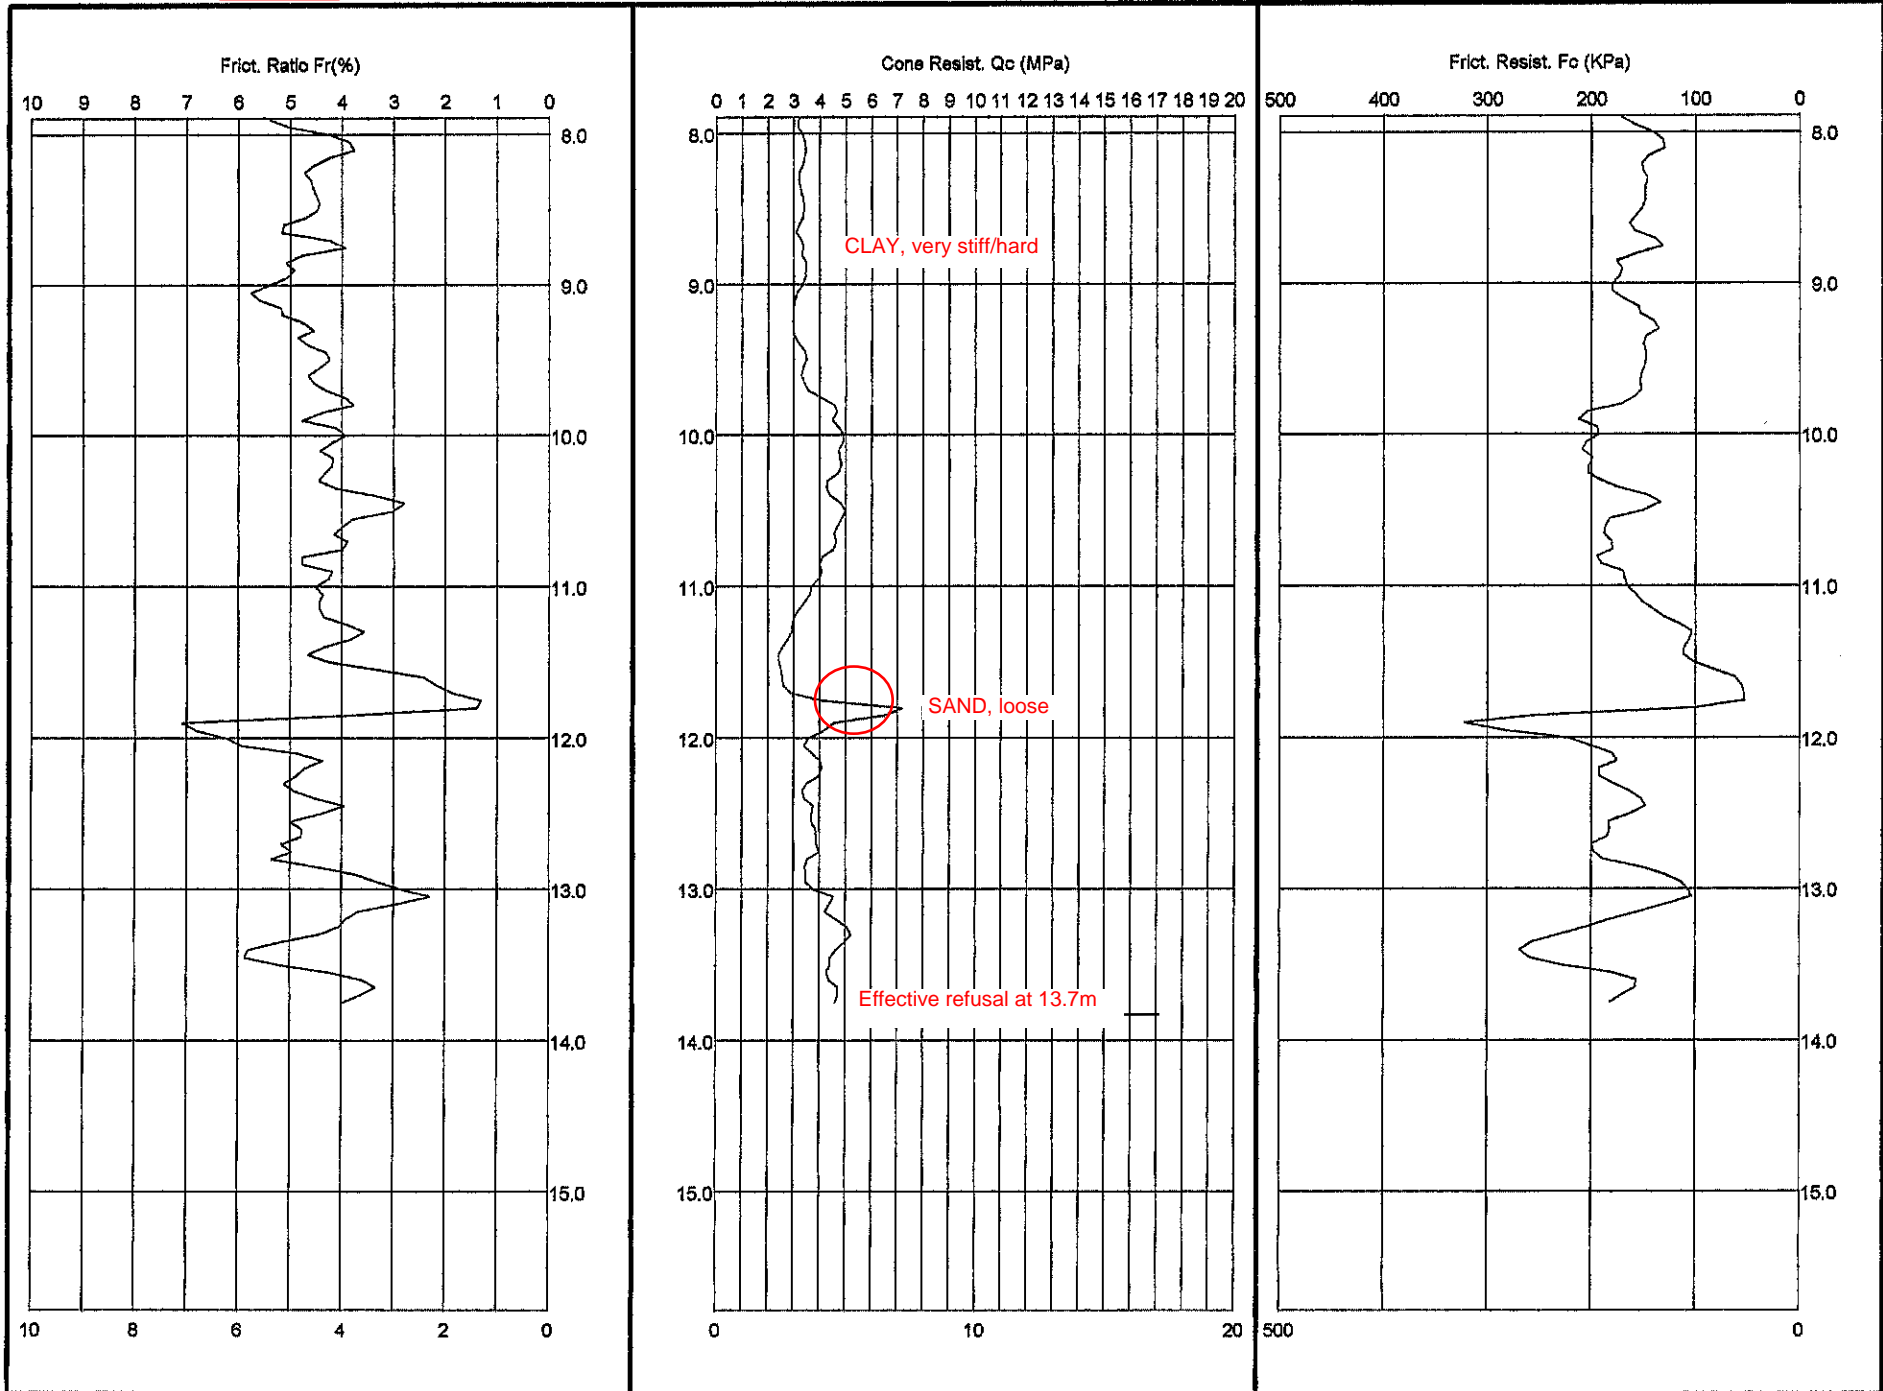 Frict. Ratio Fr(%)
10 9 8 7 6 5 4 3 2 1 0
8.0
9.0
10.0
11.0
12.0
13.0
14.0
15.0
10 8 6 4 2 0
Cone Resist. Qc (MPa)
0 1 2 3 4 5 6 7 8 9 10 11 12 13 14 15 16 17 18 19 20
8.0
CLAY, very stiff/hard
9.0
10.0
11.0
SAND, loose
12.0
13.0
Effective refusal at 13.7m
14.0
15.0
0 10 20
Frict. Resist. Fc (KPa)
500 400 300 200 100 0
8.0
9.0
10.0
11.0
12.0
13.0
14.0
15.0
500 0